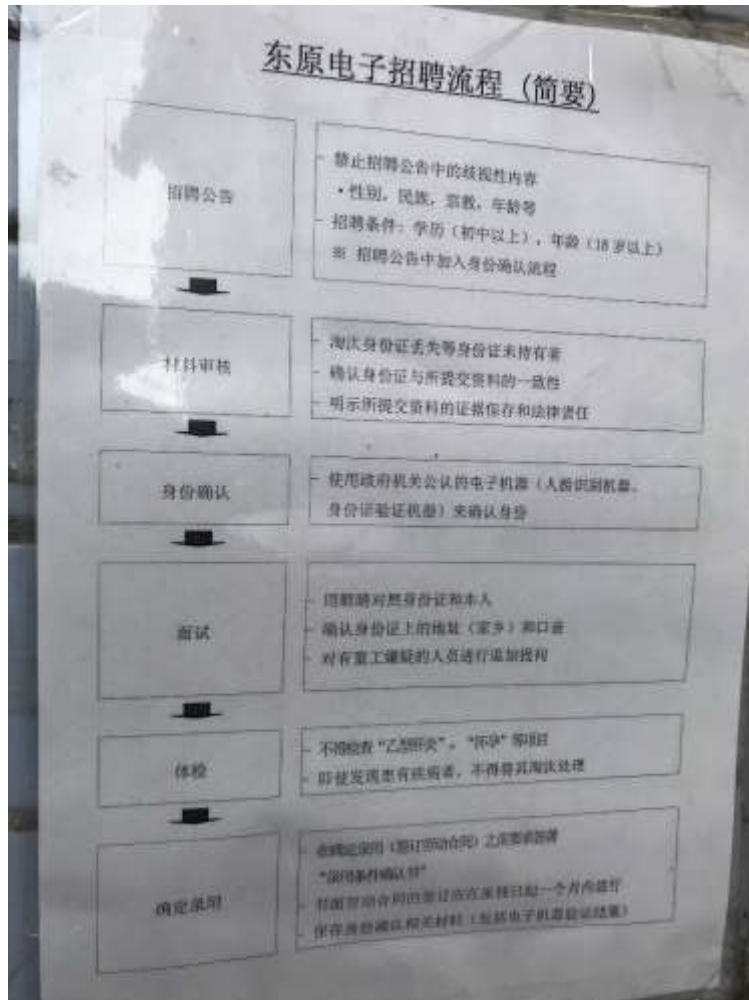 东原电子招聘流程 (简要)
招聘公告
- 禁止招聘公告中的歧视性内容
•性别, 民族, 宗教, 年龄等
- 招聘条件: 学历 (初中以上), 年龄 (18 岁以上)
※ 招聘公告中加入身份确认流程
材料审核
- 淘汰身份证丢失等身份证未持有者
- 确认身份证与所提交资料的一致性
- 明示所提交资料的证据保存和法律责任
身份确认
- 使用政府机关公认的电子机器 (人脸识别机器、
身份证验证机器) 来确认身份
面试
- 用眼睛对照身份证和本人
- 确认身份证上的地址 (家乡) 和口音
- 对有童工嫌疑的人员进行追加提问
体检
- 不得检查“乙型肝炎”, “怀孕”等项目
- 即使发现患有疾病者, 不得将其淘汰处理
确定录用
- 在确定录用 (签订劳动合同) 之前要求签署
“录用条件确认书”
- 书面劳动合同的签订应在录用日起一个月内进行
- 保存身份确认相关材料 (包括电子机器验证结果)